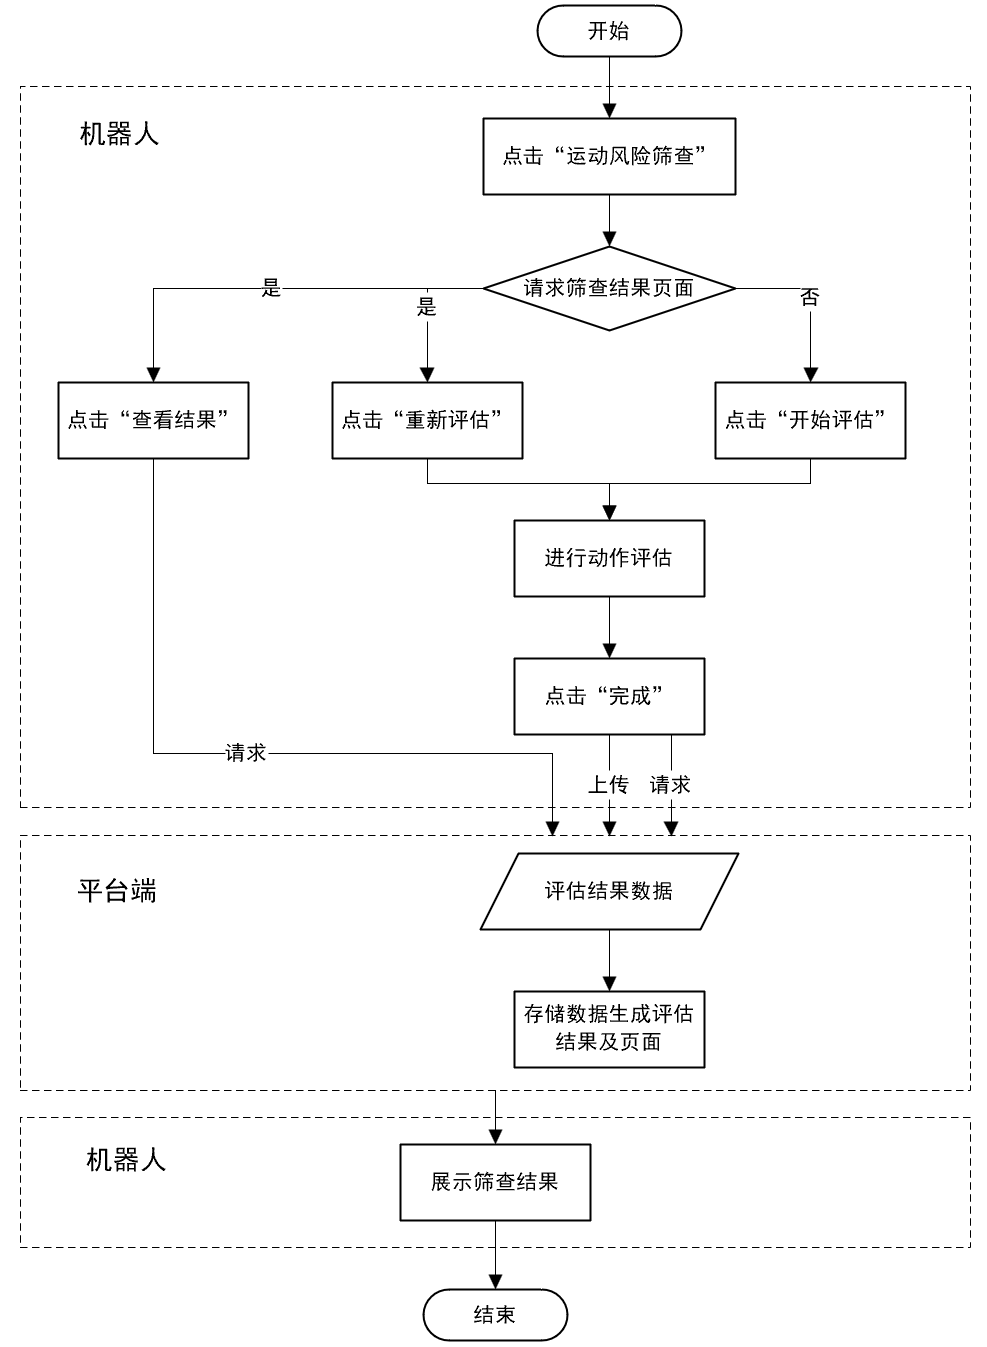 开始
机器人
点击“运动风险筛查”
请求筛查结果页面
是
是
否
点击“查看结果”
点击“重新评估”
点击“开始评估”
进行动作评估
点击“完成”
请求
上传
请求
平台端
评估结果数据
存储数据生成评估
结果及页面
机器人
展示筛查结果
结束